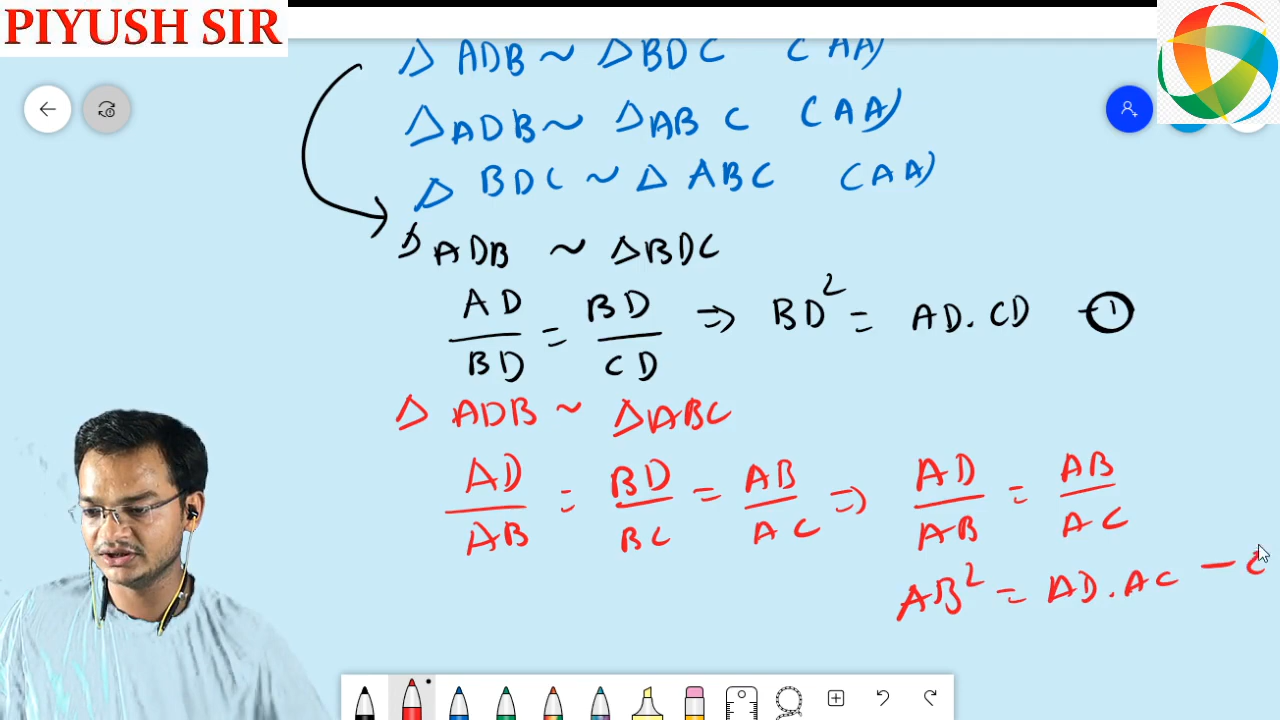 PIYUSH SIR
Δ ADB ~ Δ BDC (AA)
Δ ADB ~ Δ ABC (AA)
Δ BDC ~ Δ ABC (AA)
Δ ADB ~ Δ BDC
AD/BD = BD/CD ⇒ BD² = AD.CD - ①
Δ ADB ~ Δ ABC
AD/AB = BD/BC = AB/AC ⇒ AD/AB = AB/AC
AB² = AD.AC -